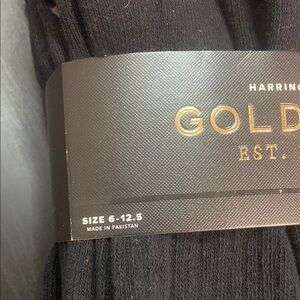 HARRING
GOLD
EST.
SIZE 6-12.5
MADE IN PAKISTAN